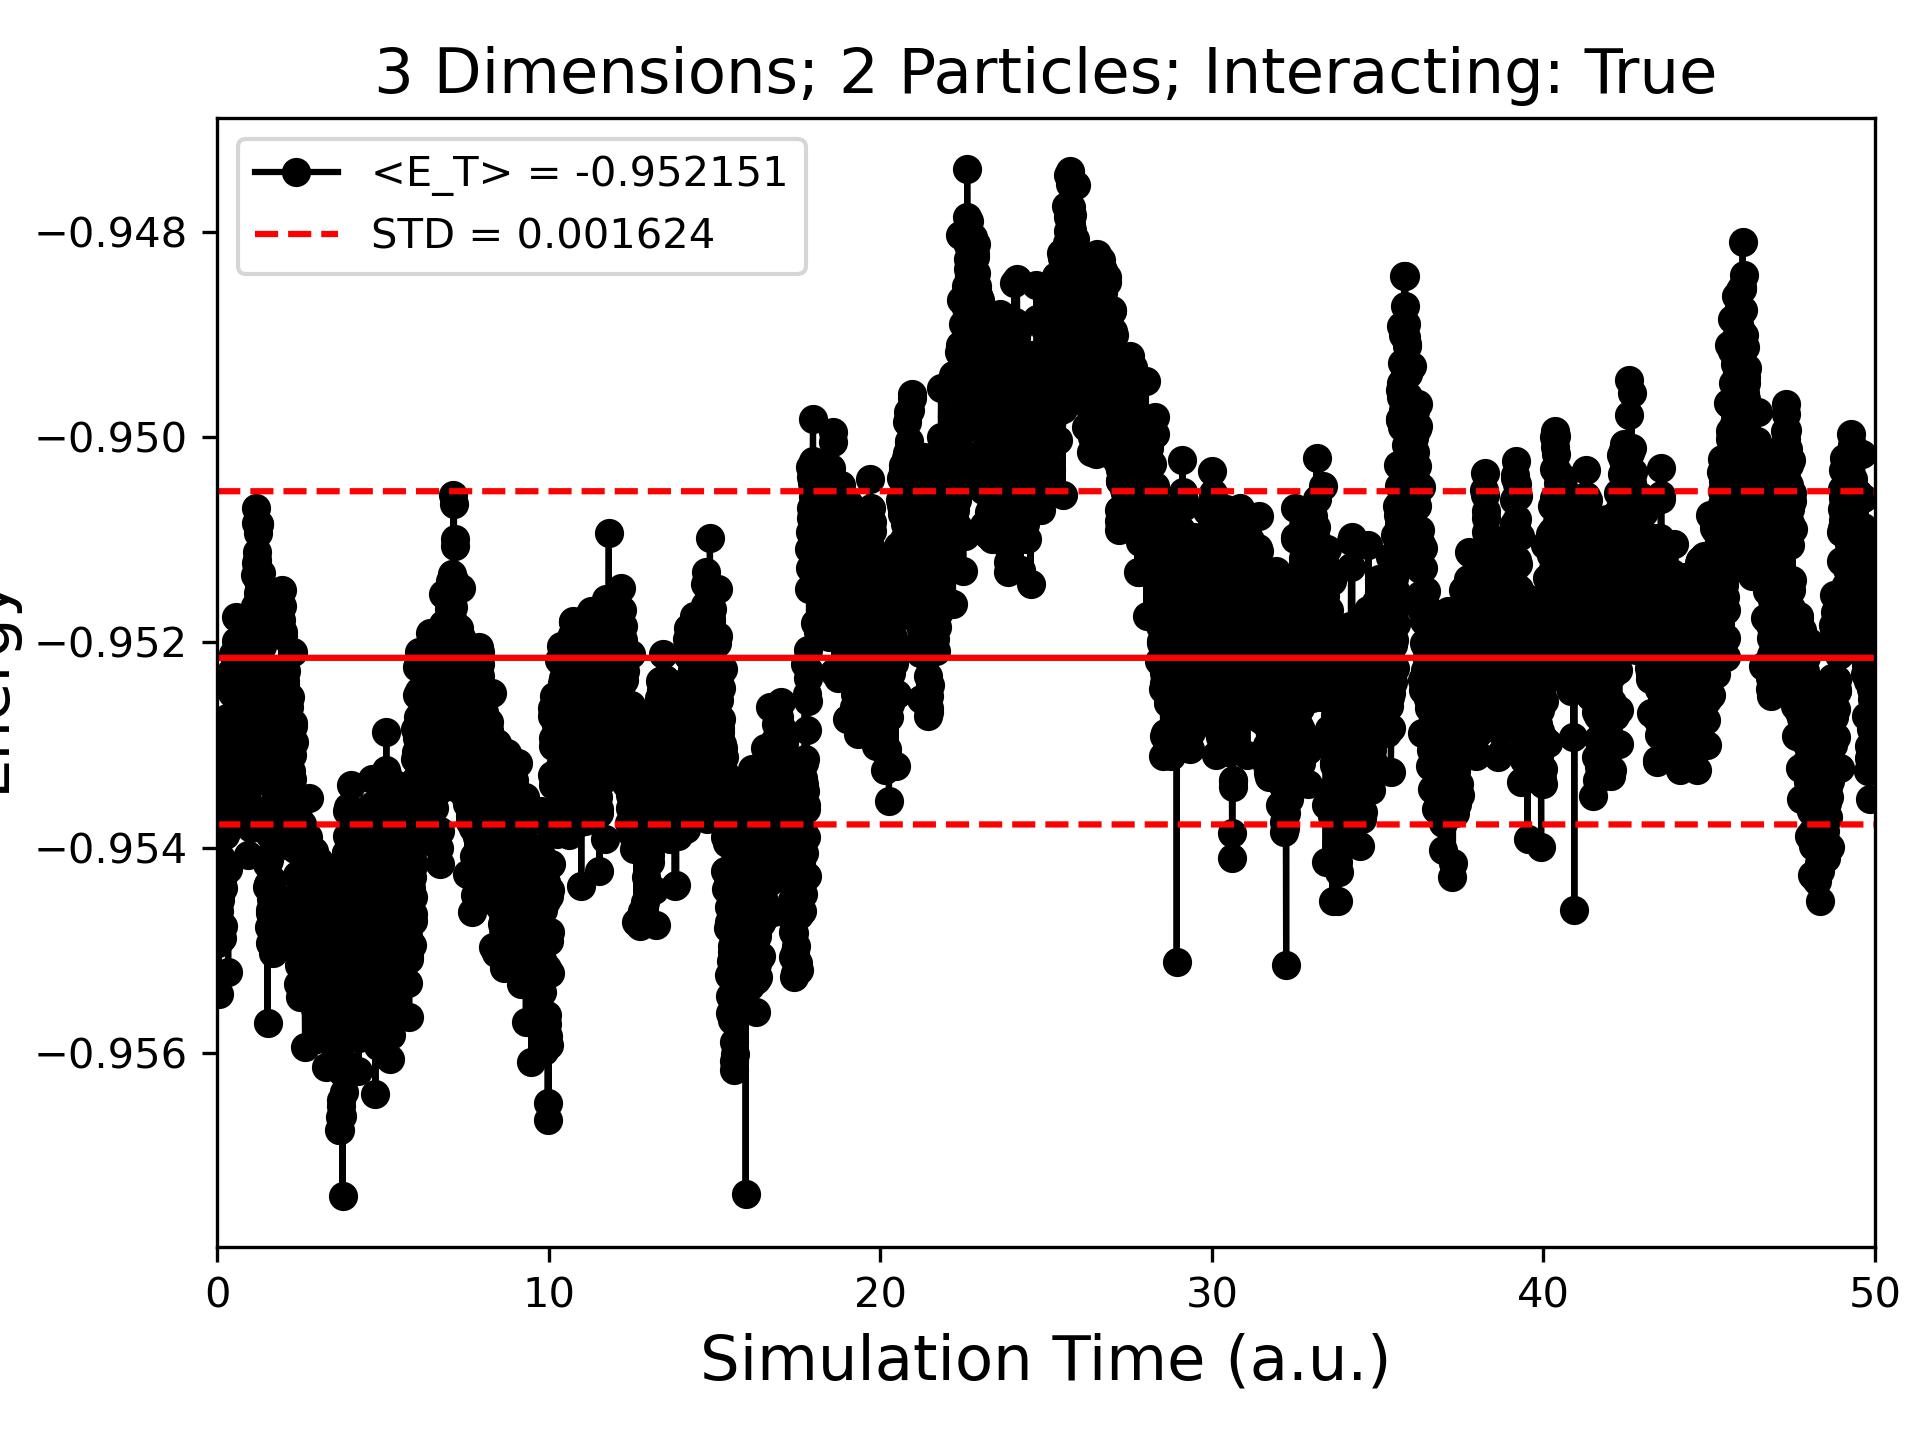 3 Dimensions; 2 Particles; Interacting: True
<E_T> = -0.952151
STD = 0.001624
−0.948
−0.950
−0.952
−0.954
−0.956
Energy
0 10 20 30 40 50
Simulation Time (a.u.)